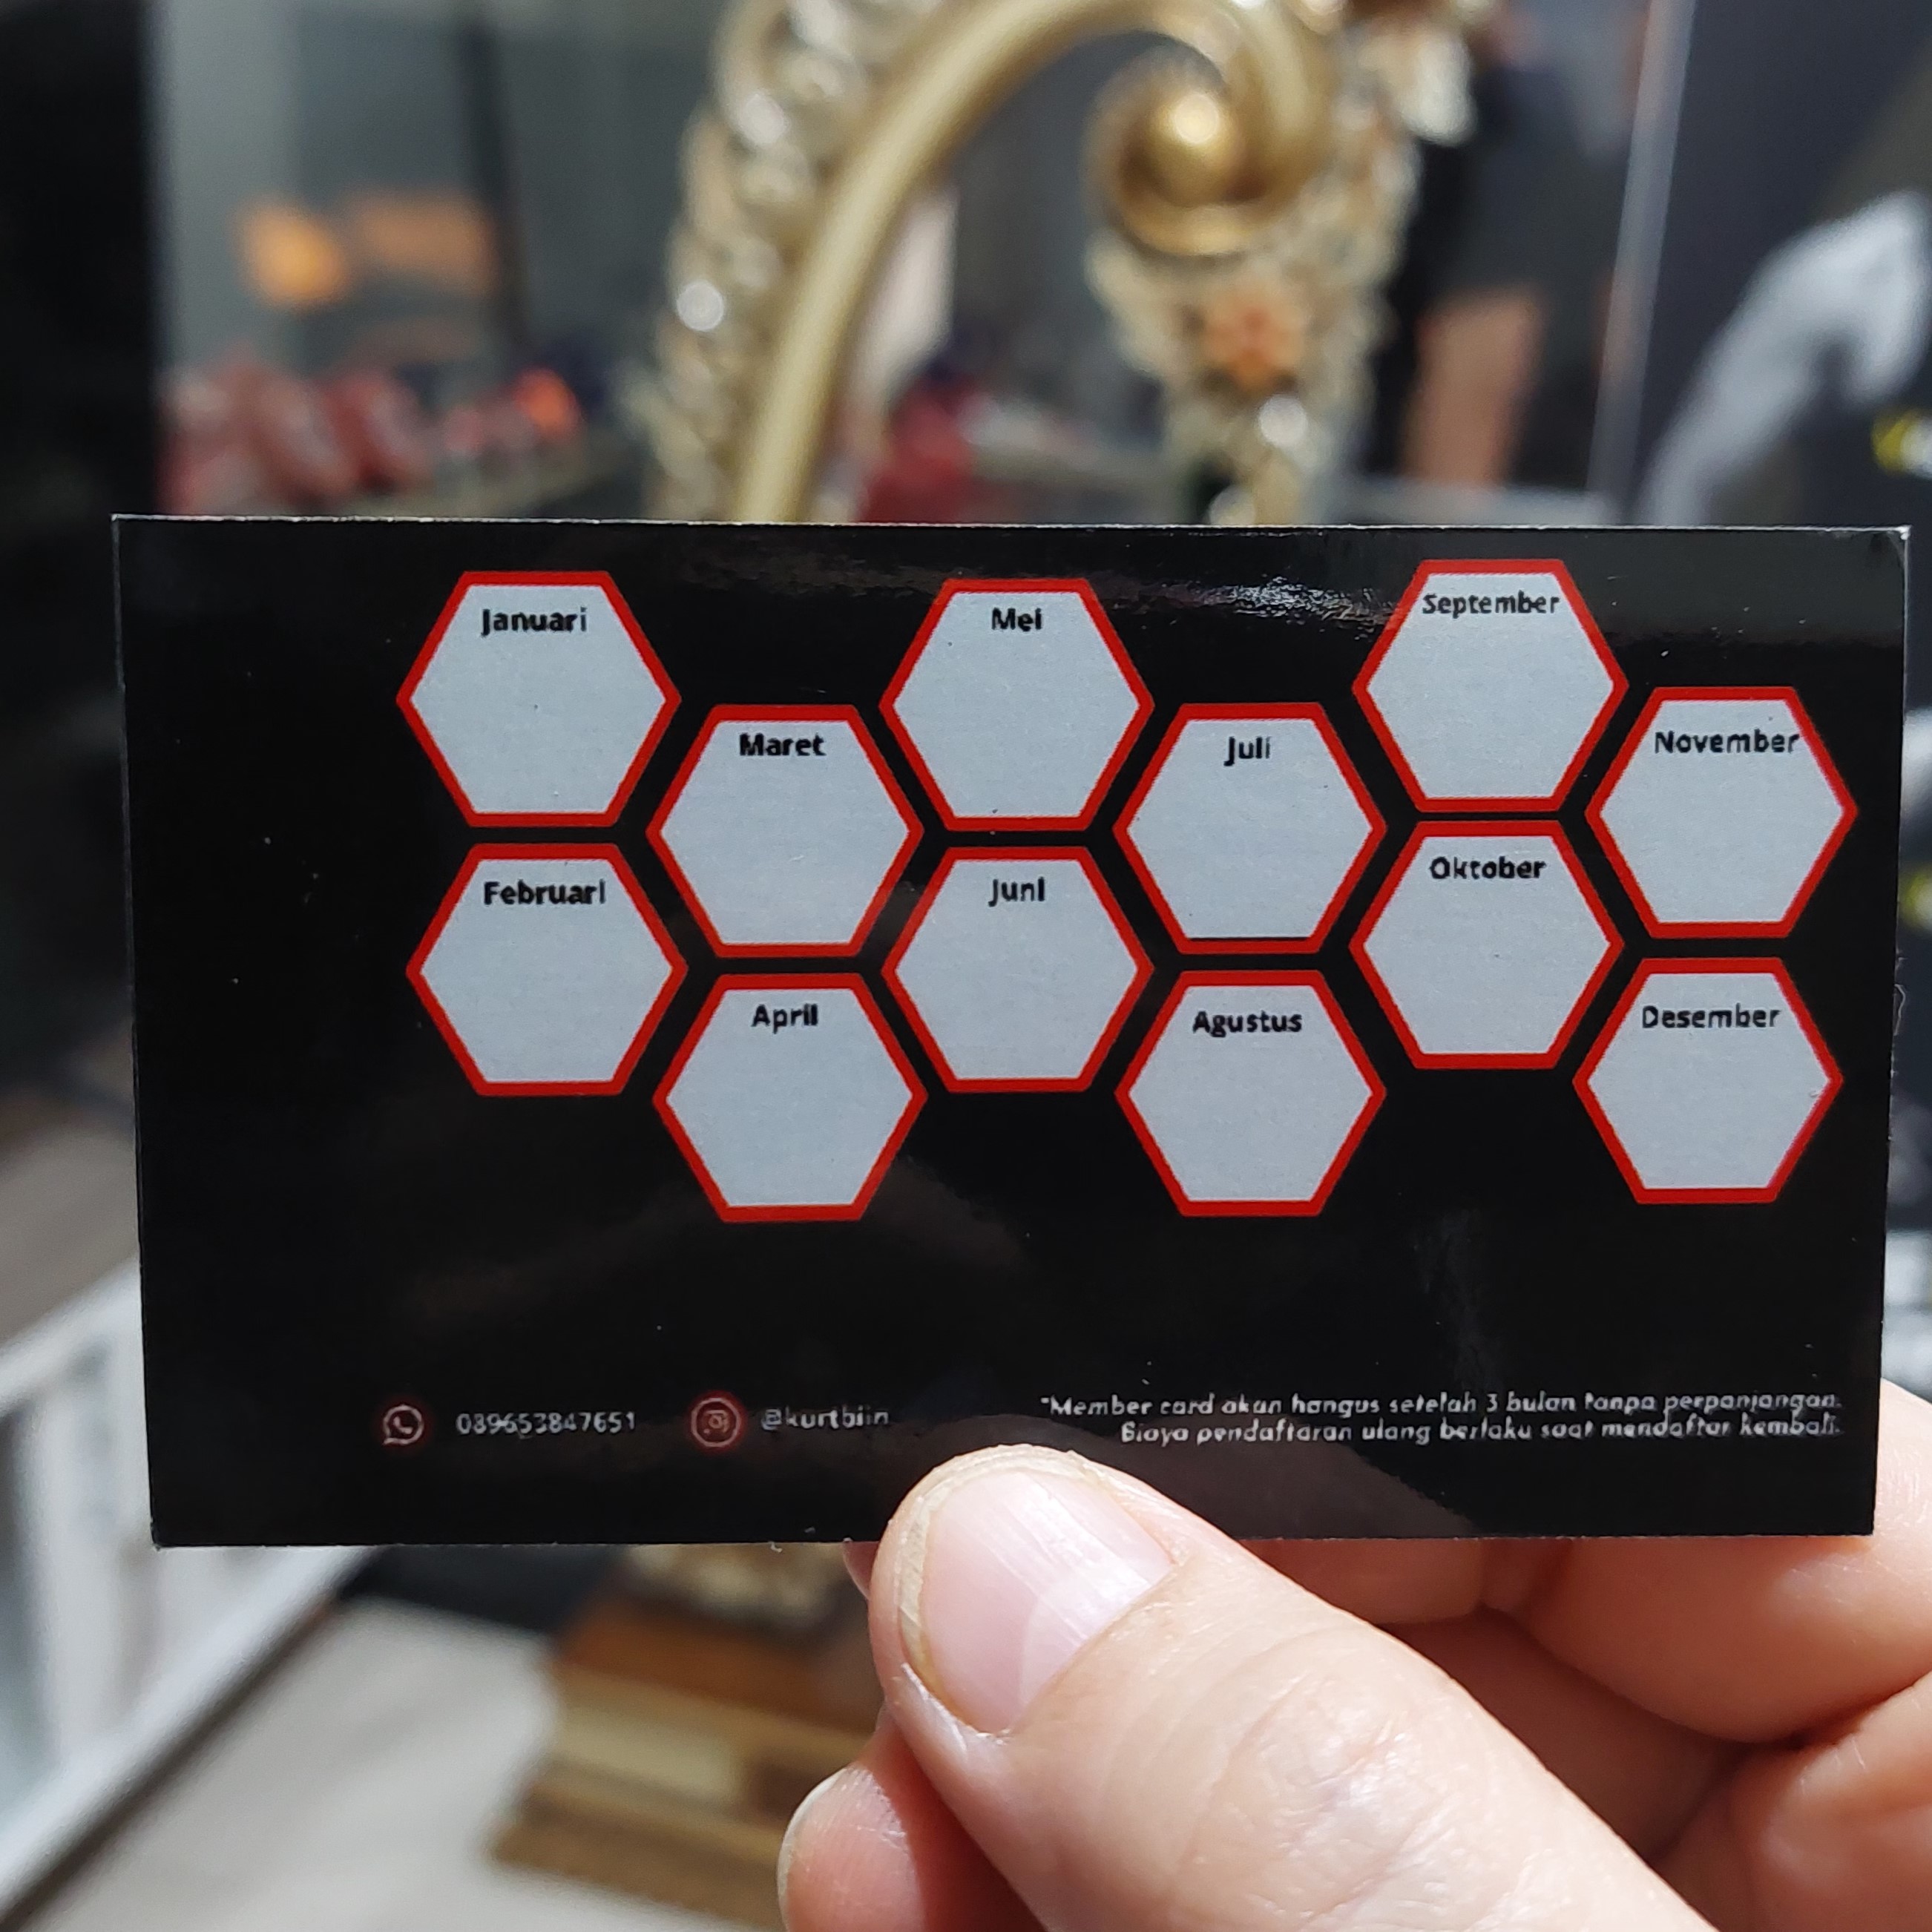 Januari
Februari
Maret
April
Mei
Juni
Juli
Agustus
September
Oktober
November
Desember
089653847651
@kurtbiin
*Member card akan hangus setelah 3 bulan tanpa perpanjangan.
Biaya pendaftaran ulang berlaku saat mendaftar kembali.